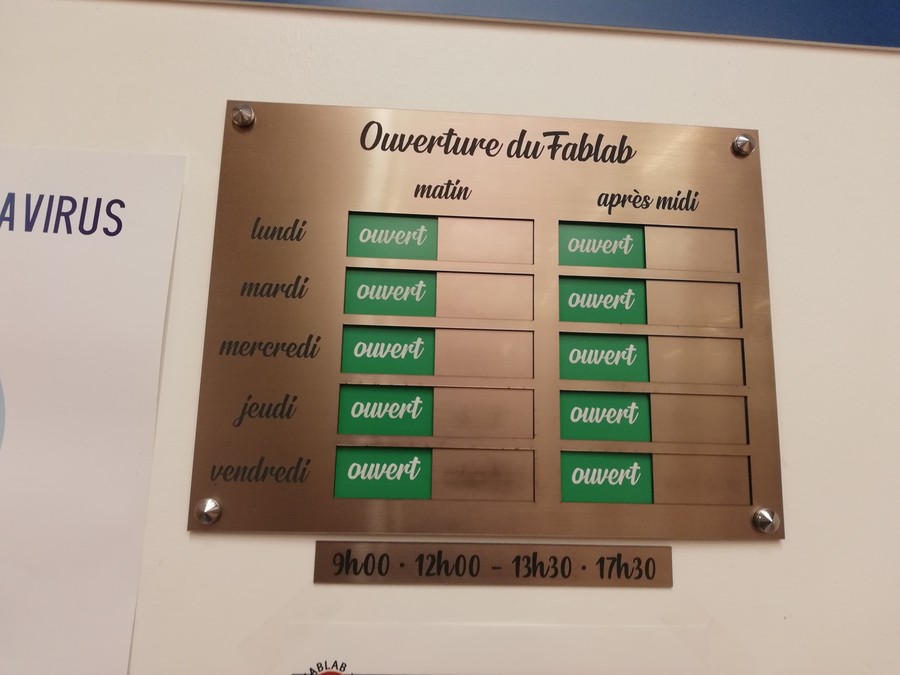 Ouverture du Fablab
matin après midi
AVIRUS
lundi ouvert ouvert
mardi ouvert ouvert
mercredi ouvert ouvert
jeudi ouvert ouvert
vendredi ouvert ouvert
9h00 · 12h00 - 13h30 · 17h30
ABLAB